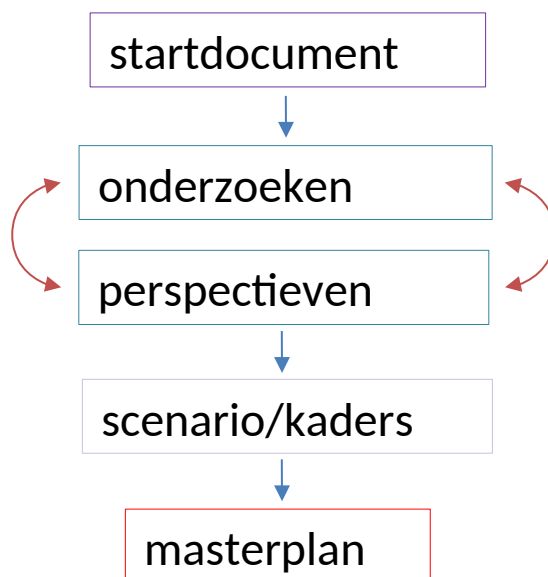 startdocument
onderzoeken
perspectieven
scenario/kaders
masterplan